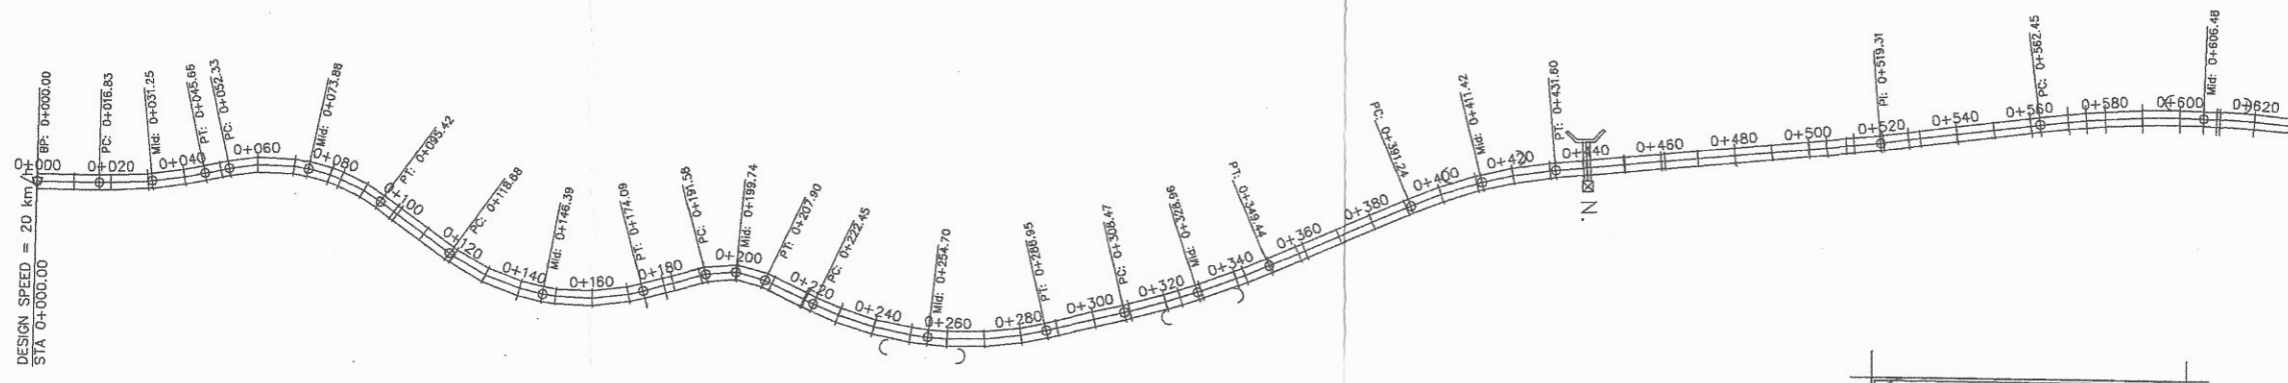 DESIGN SPEED = 20 km/hr
STA 0+000.00
BP: 0+000.00
PC: 0+016.83
Mid: 0+031.25
PT: 0+045.66
PC: 0+052.33
Mid: 0+073.88
PT: 0+095.42
PC: 0+118.88
Mid: 0+146.39
PT: 0+174.09
PC: 0+191.58
Mid: 0+199.74
PT: 0+207.90
PC: 0+222.45
Mid: 0+254.70
PT: 0+286.95
PC: 0+308.47
Mid: 0+328.96
PT: 0+349.44
PC: 0+391.24
Mid: 0+411.42
PT: 0+431.60
PI: 0+519.31
PC: 0+562.45
Mid: 0+606.48
0+000
0+020
0+040
0+060
0+080
0+100
0+120
0+140
0+160
0+180
0+200
0+220
0+240
0+260
0+280
0+300
0+320
0+340
0+360
0+380
0+400
0+420
0+440
0+460
0+480
0+500
0+520
0+540
0+560
0+580
0+600
0+620
N.